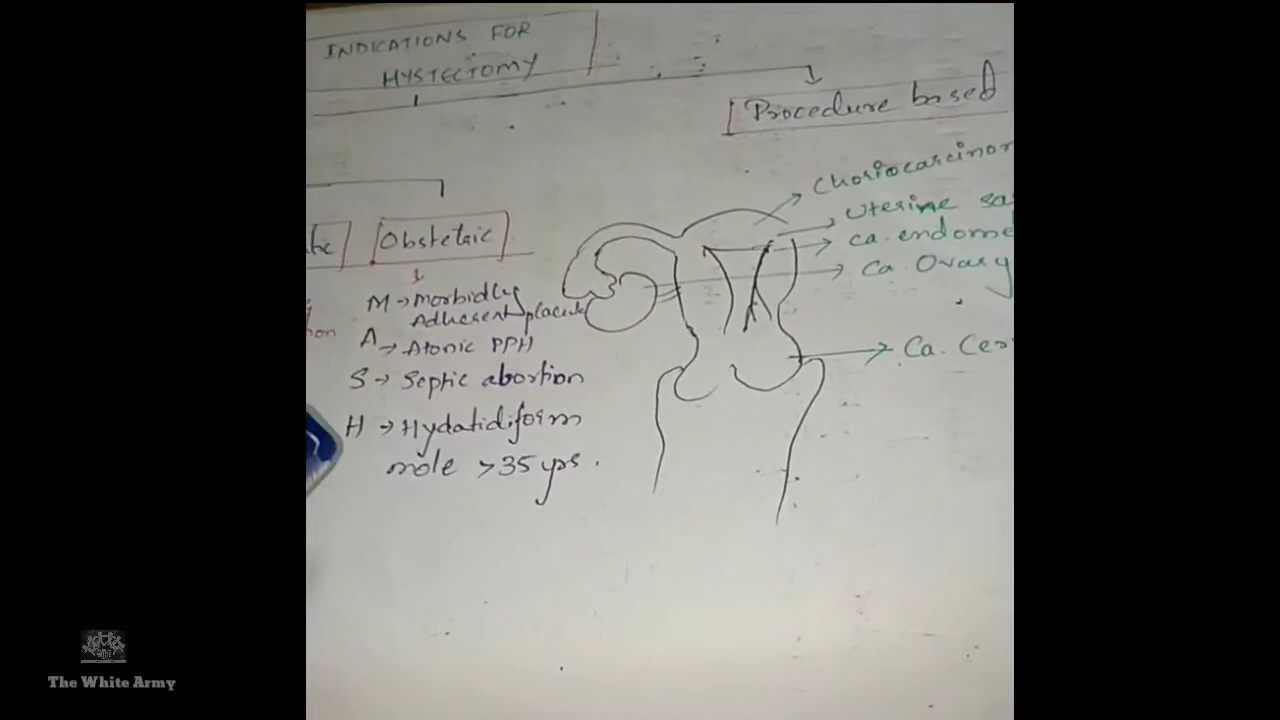 INDICATIONS FOR
HYSTECTOMY
Procedure based
Obstetric
M → Morbidly
Adherent placenta
A → Atonic PPH
S → Septic abortion
H → Hydatidiform
mole >35 yrs.
Choriocarcinom
Uterine sa
ca. endome
Ca. Ovary
Ca. Cer
The White Army